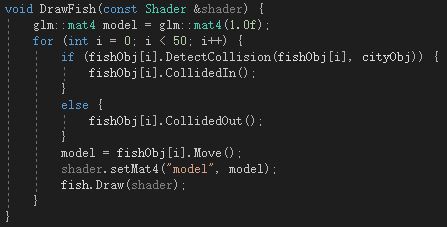 void DrawFish(const Shader &shader) {
    glm::mat4 model = glm::mat4(1.0f);
    for (int i = 0; i < 50; i++) {
        if (fishObj[i].DetectCollision(fishObj[i], cityObj)) {
            fishObj[i].CollidedIn();
        }
        else {
            fishObj[i].CollidedOut();
        }
        model = fishObj[i].Move();
        shader.setMat4("model", model);
        fish.Draw(shader);
    }
}